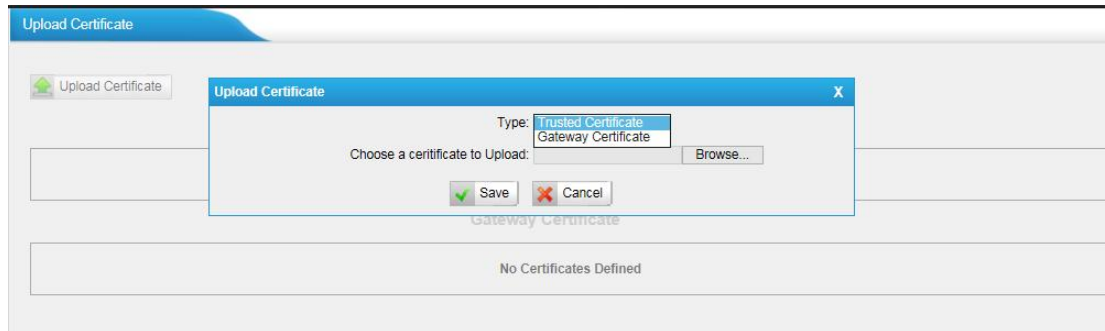 Upload Certificate
Upload Certificate
Upload Certificate X
Type: Trusted Certificate
Gateway Certificate
Choose a ceritificate to Upload: Browse...
Save Cancel
Gateway Certificate
No Certificates Defined